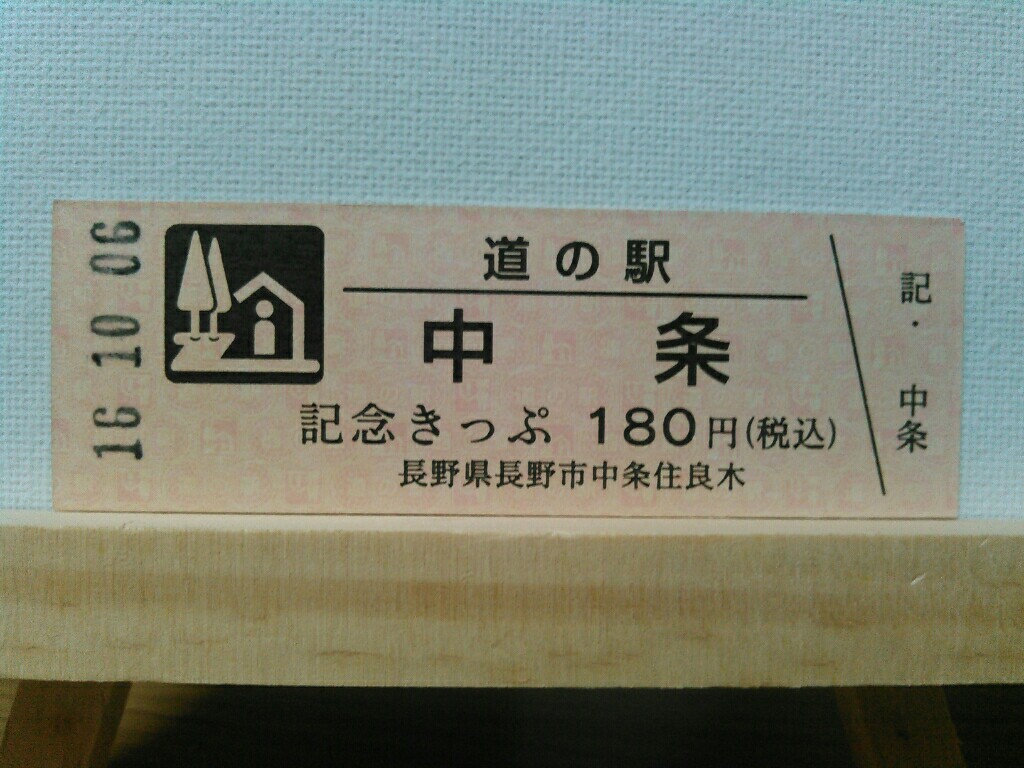 16 10 06
道の駅
中条
記念きっぷ 180円(税込)
長野県長野市中条住良木
記・中条